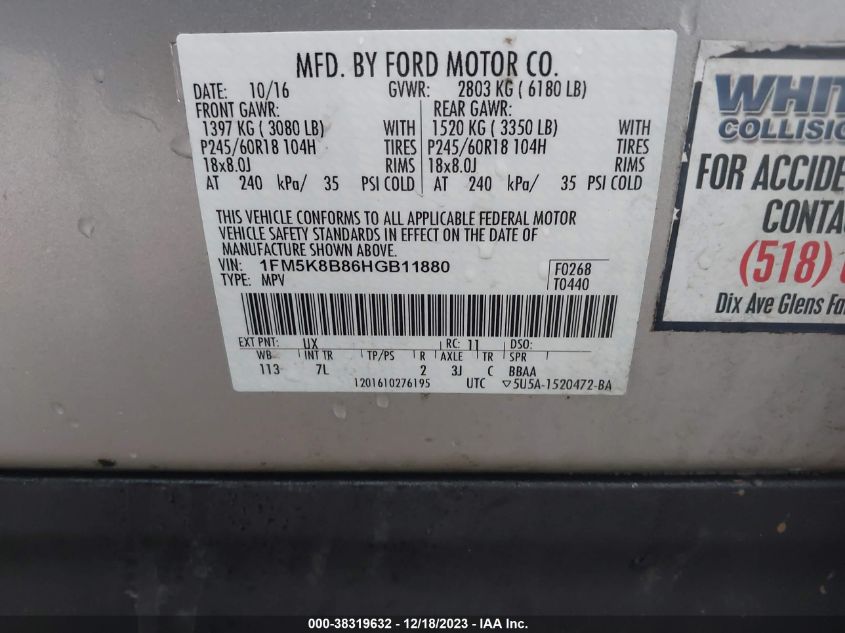 MFD. BY FORD MOTOR CO.
DATE: 10/16 GVWR: 2803 KG ( 6180 LB)
FRONT GAWR: REAR GAWR:
1397 KG ( 3080 LB) WITH 1520 KG ( 3350 LB) WITH
P245/60R18 104H TIRES P245/60R18 104H TIRES
18x8.0J RIMS 18x8.0J RIMS
AT 240 kPa/ 35 PSI COLD AT 240 kPa/ 35 PSI COLD
THIS VEHICLE CONFORMS TO ALL APPLICABLE FEDERAL MOTOR
VEHICLE SAFETY STANDARDS IN EFFECT ON THE DATE OF
MANUFACTURE SHOWN ABOVE.
VIN: 1FM5K8B86HGB11880 F0268
TYPE: MPV T0440
EXT PNT: UX RC: 11 DSO:
WB INT TR TP/PS R AXLE TR SPR
113 7L 2 3J C BBAA
1201610276195 UTC ▽5U5A-1520472-BA
WHIT
COLLISION
FOR ACCIDE
CONTA
(518)
Dix Ave Glens Fa
000-38319632 - 12/18/2023 - IAA Inc.